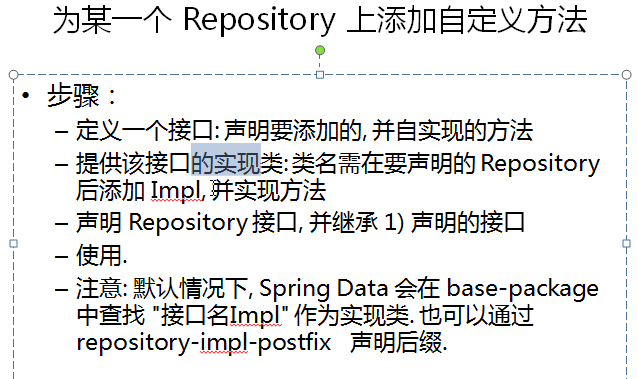 为某一个 Repository 上添加自定义方法
• 步骤：
– 定义一个接口: 声明要添加的, 并自实现的方法
– 提供该接口的实现类: 类名需在要声明的 Repository
后添加 Impl, 并实现方法
– 声明 Repository 接口, 并继承 1) 声明的接口
– 使用.
– 注意: 默认情况下, Spring Data 会在 base-package
中查找 "接口名Impl" 作为实现类. 也可以通过
repository-impl-postfix 声明后缀.